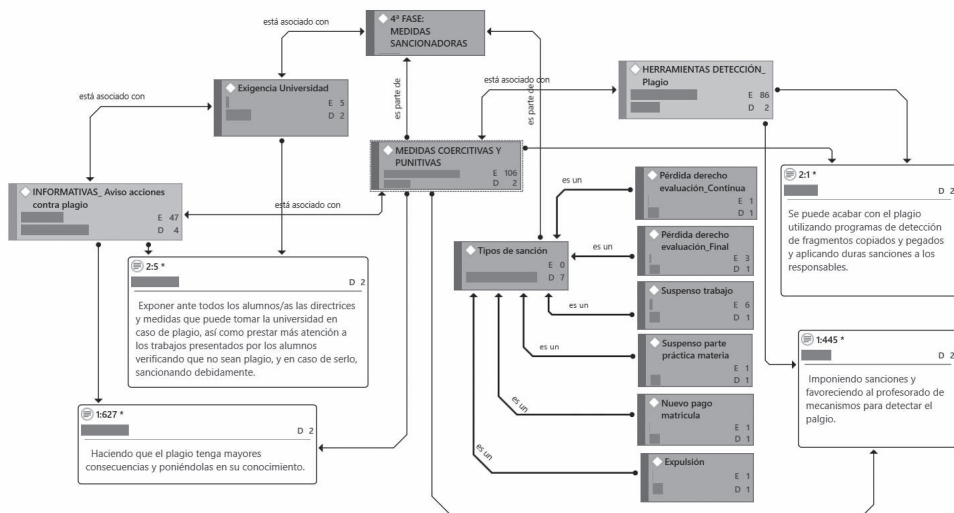 está asociado con
4ª FASE:
MEDIDAS
SANCIONADORAS
está asociado con
Exigencia Universidad
E 5
D 2
es parte de
está asociado con
es parte de
HERRAMIENTAS DETECCIÓN_
Plagio
E 86
D 2
MEDIDAS COERCITIVAS Y
PUNITIVAS
E 106
D 2
INFORMATIVAS_ Aviso acciones
contra plagio
E 47
D 4
está asociado con
2:1 *
D 2
Se puede acabar con el plagio
utilizando programas de detección
de fragmentos copiados y pegados
y aplicando duras sanciones a los
responsables.
Pérdida derecho
evaluación_Continua
E 1
D 1
es un
Pérdida derecho
evaluación_Final
E 3
D 1
es un
Tipos de sanción
E 0
D 7
Suspenso trabajo
E 6
D 1
es un
2:5 *
D 2
Exponer ante todos los alumnos/as las directrices
y medidas que puede tomar la universidad en
caso de plagio, así como prestar más atención a
los trabajos presentados por los alumnos
verificando que no sean plagio, y en caso de serlo,
sancionando debidamente.
Suspenso parte
práctica materia
E 1
D 1
es un
1:445 *
D 2
Imponiendo sanciones y
favoreciendo al profesorado de
mecanismos para detectar el
palgio.
Nuevo pago
matricula
E 1
D 1
es un
1:627 *
D 2
Haciendo que el plagio tenga mayores
consecuencias y poniéndolas en su conocimiento.
Expulsión
E 1
D 1
es un